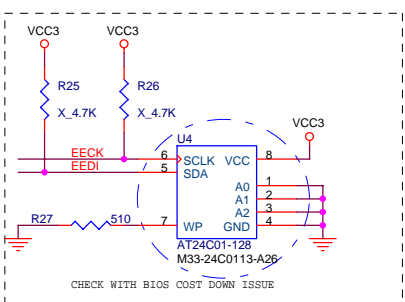 VCC3 VCC3
R25 R26
X_4.7K X_4.7K
VCC3
U4
EECK 6 SCLK VCC 8
EEDI 5 SDA
A0 1
A1 2
A2 3
R27 510 7 WP GND 4
AT24C01-128
M33-24C0113-A26
CHECK WITH BIOS COST DOWN ISSUE